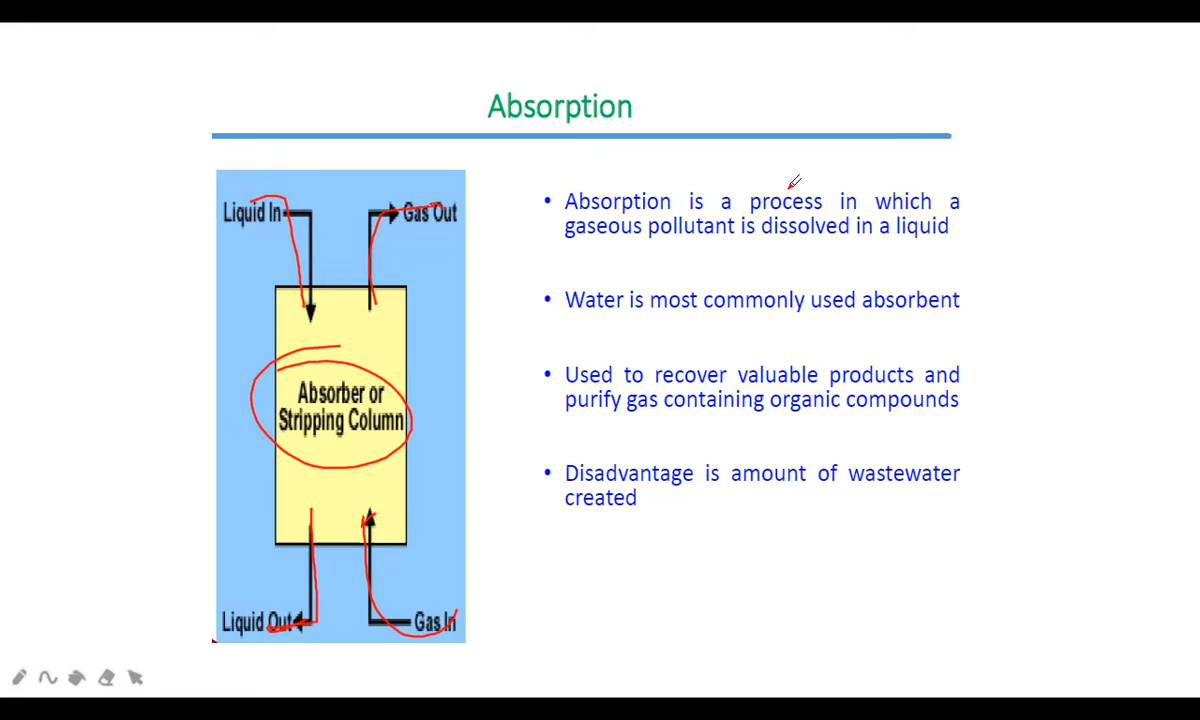 Absorption
Liquid In
Gas Out
Absorber or
Stripping Column
Liquid Out
Gas In
• Absorption is a process in which a
gaseous pollutant is dissolved in a liquid
• Water is most commonly used absorbent
• Used to recover valuable products and
purify gas containing organic compounds
• Disadvantage is amount of wastewater
created